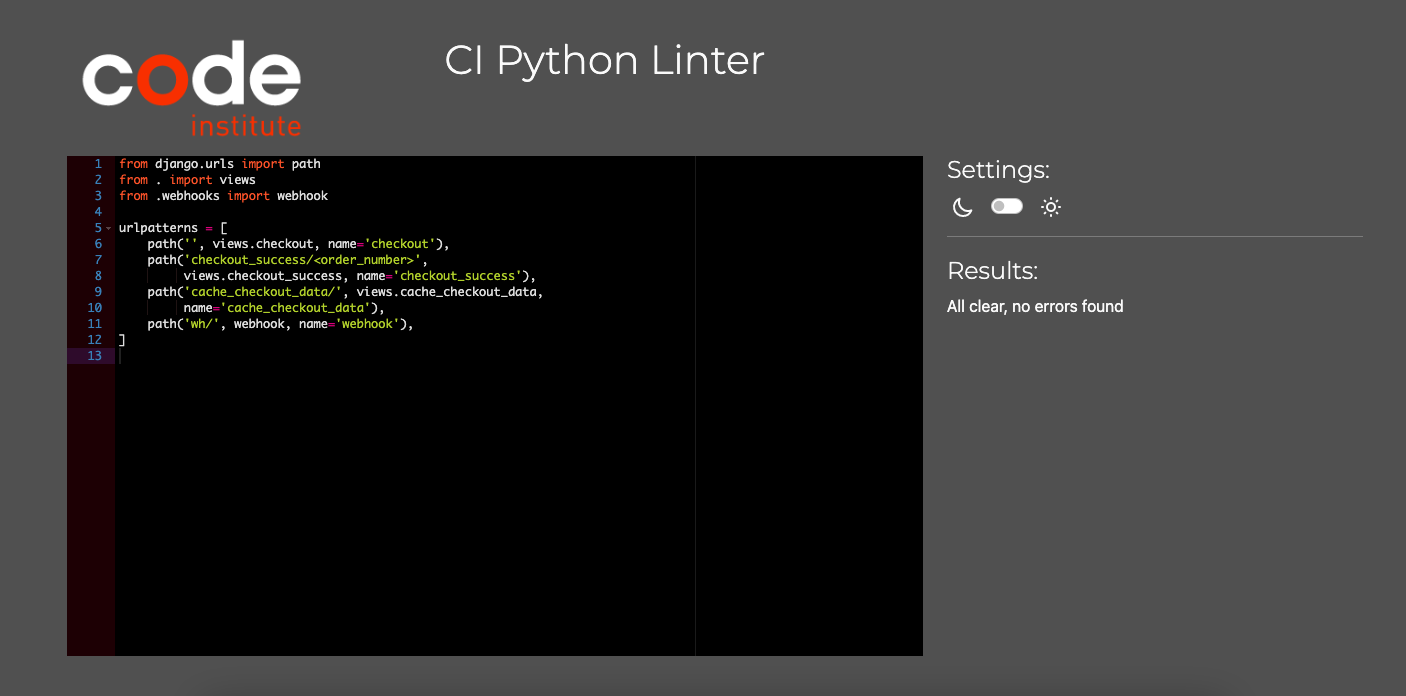 code
institute
CI Python Linter
1 from django.urls import path
2 from . import views
3 from .webhooks import webhook
4
5 urlpatterns = [
6     path('', views.checkout, name='checkout'),
7     path('checkout_success/<order_number>',
8          views.checkout_success, name='checkout_success'),
9     path('cache_checkout_data/', views.cache_checkout_data,
10          name='cache_checkout_data'),
11     path('wh/', webhook, name='webhook'),
12 ]
13
Settings:
Results:
All clear, no errors found